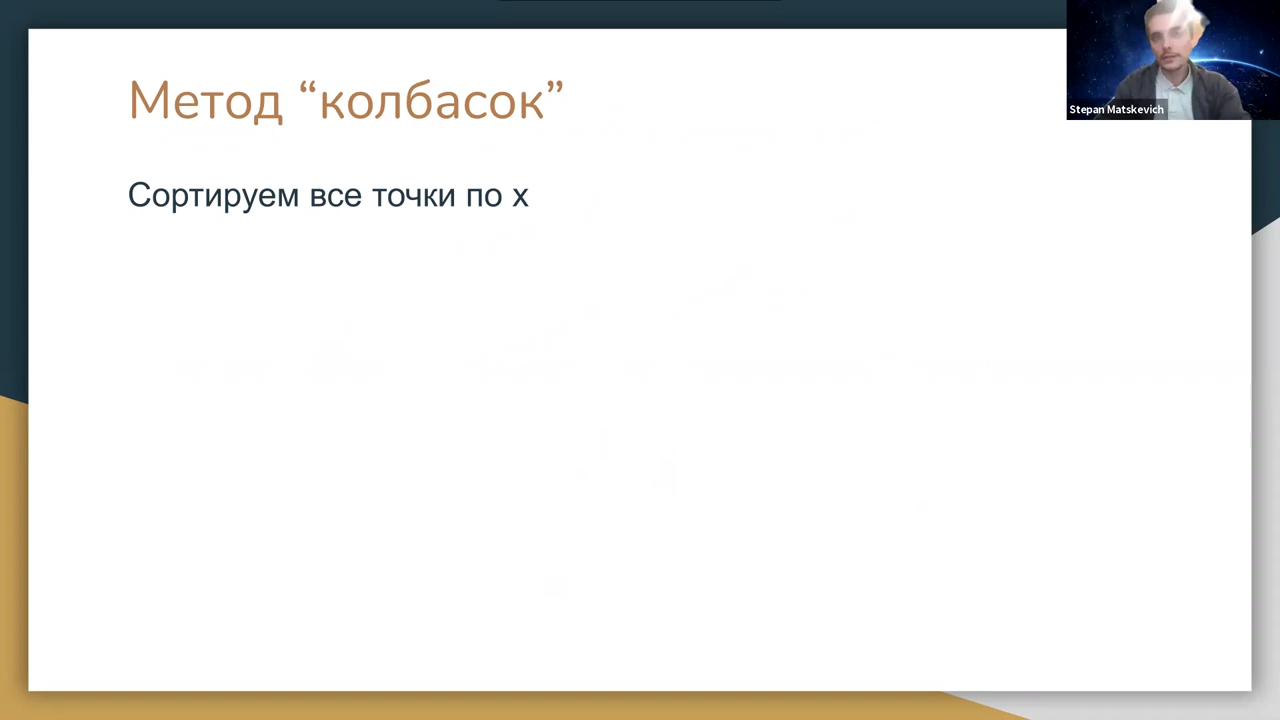 Метод “колбасок”
Stepan Matskevich
Сортируем все точки по x